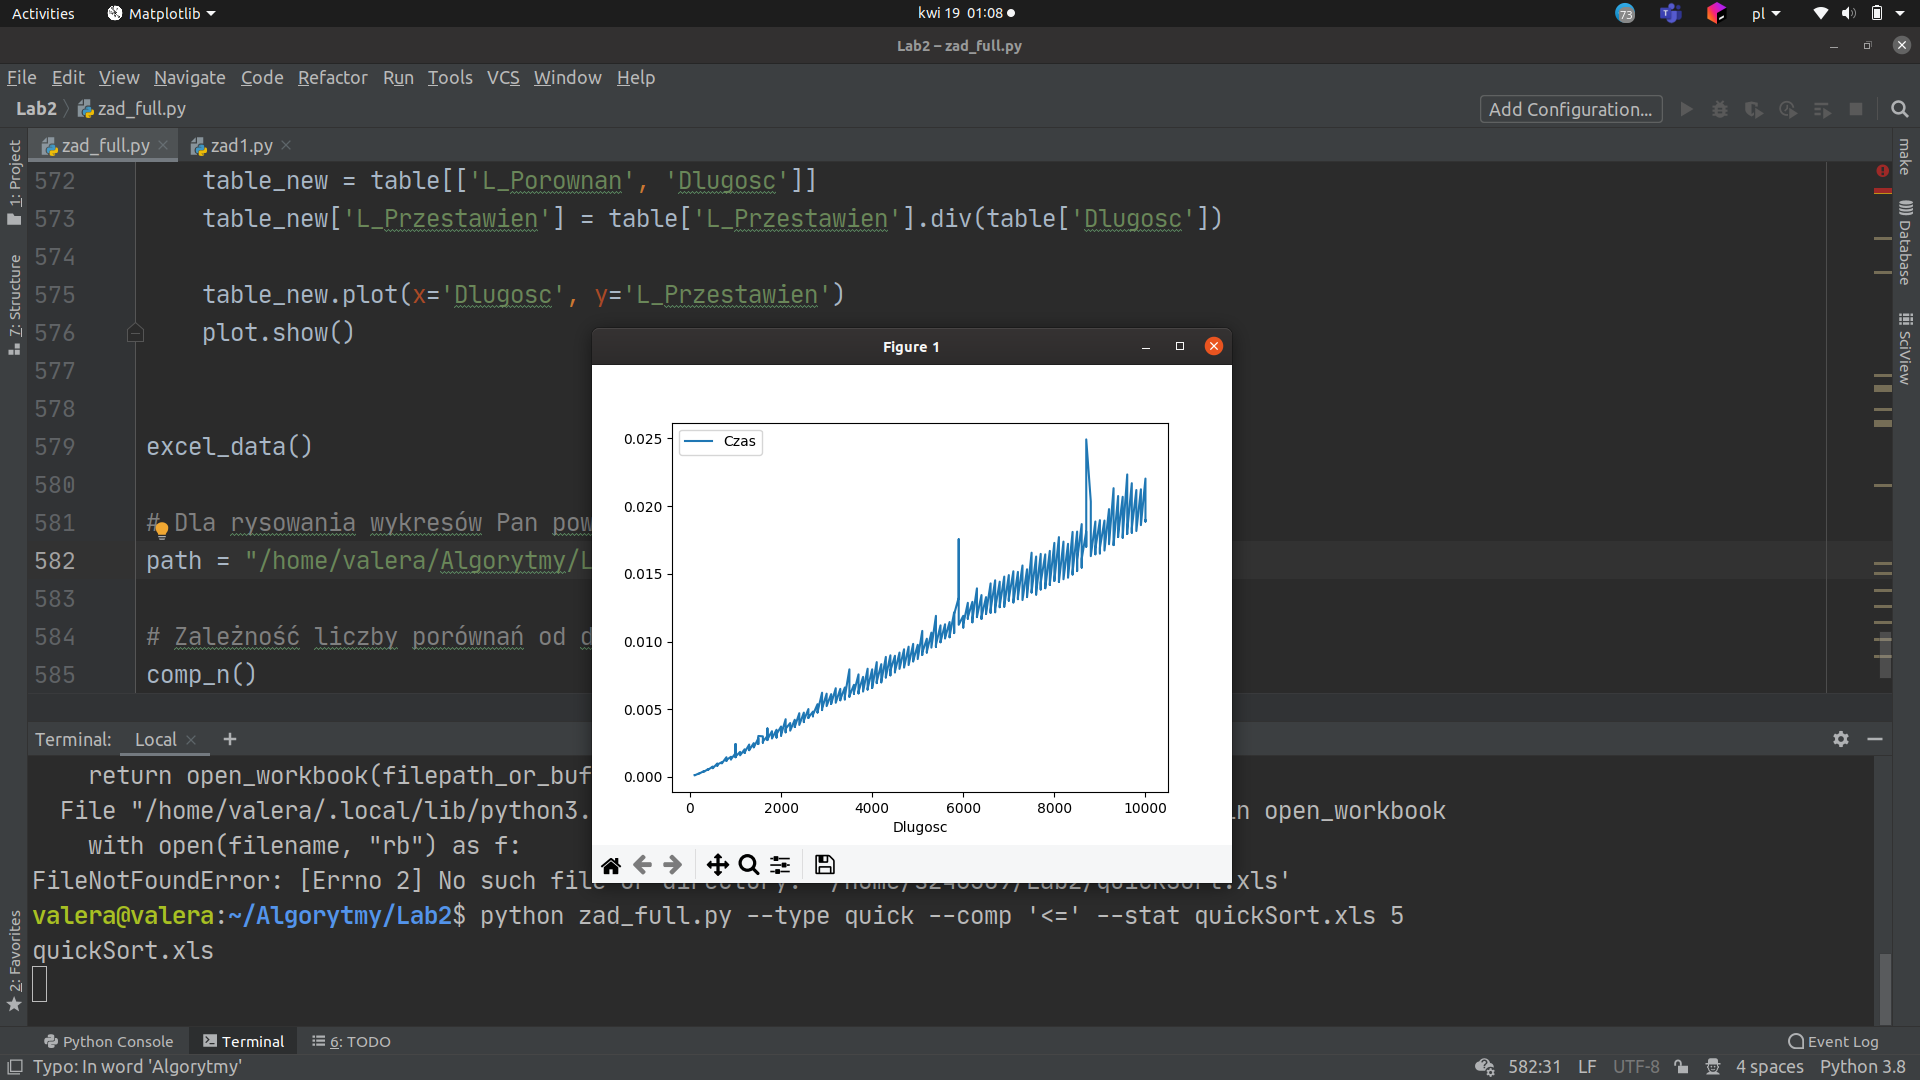 Activities
Matplotlib
kwi 19 01:08
73
pl
Lab2 – zad_full.py
File Edit View Navigate Code Refactor Run Tools VCS Window Help
Lab2 zad_full.py
Add Configuration...
zad_full.py
zad1.py
1: Project
7: Structure
2: Favorites
make
Database
SciView
572 table_new = table[['L_Porownan', 'Dlugosc']]
573 table_new['L_Przestawien'] = table['L_Przestawien'].div(table['Dlugosc'])
574
575 table_new.plot(x='Dlugosc', y='L_Przestawien')
576 plot.show()
577
578
579 excel_data()
580
581 # Dla rysowania wykresów Pan pow
582 path = "/home/valera/Algorytmy/L
583
584 # Zależność liczby porównań od d
585 comp_n()
Figure 1
Czas
0.025
0.020
0.015
0.010
0.005
0.000
0 2000 4000 6000 8000 10000
Dlugosc
Terminal: Local +
return open_workbook(filepath_or_buf
File "/home/valera/.local/lib/python3. n open_workbook
with open(filename, "rb") as f:
FileNotFoundError: [Errno 2] No such file or directory: '/home/s246589/Lab2/quickSort.xls'
valera@valera:~/Algorytmy/Lab2$ python zad_full.py --type quick --comp '<=' --stat quickSort.xls 5
quickSort.xls
Python Console
Terminal
6: TODO
Event Log
Typo: In word 'Algorytmy'
582:31 LF UTF-8 4 spaces Python 3.8